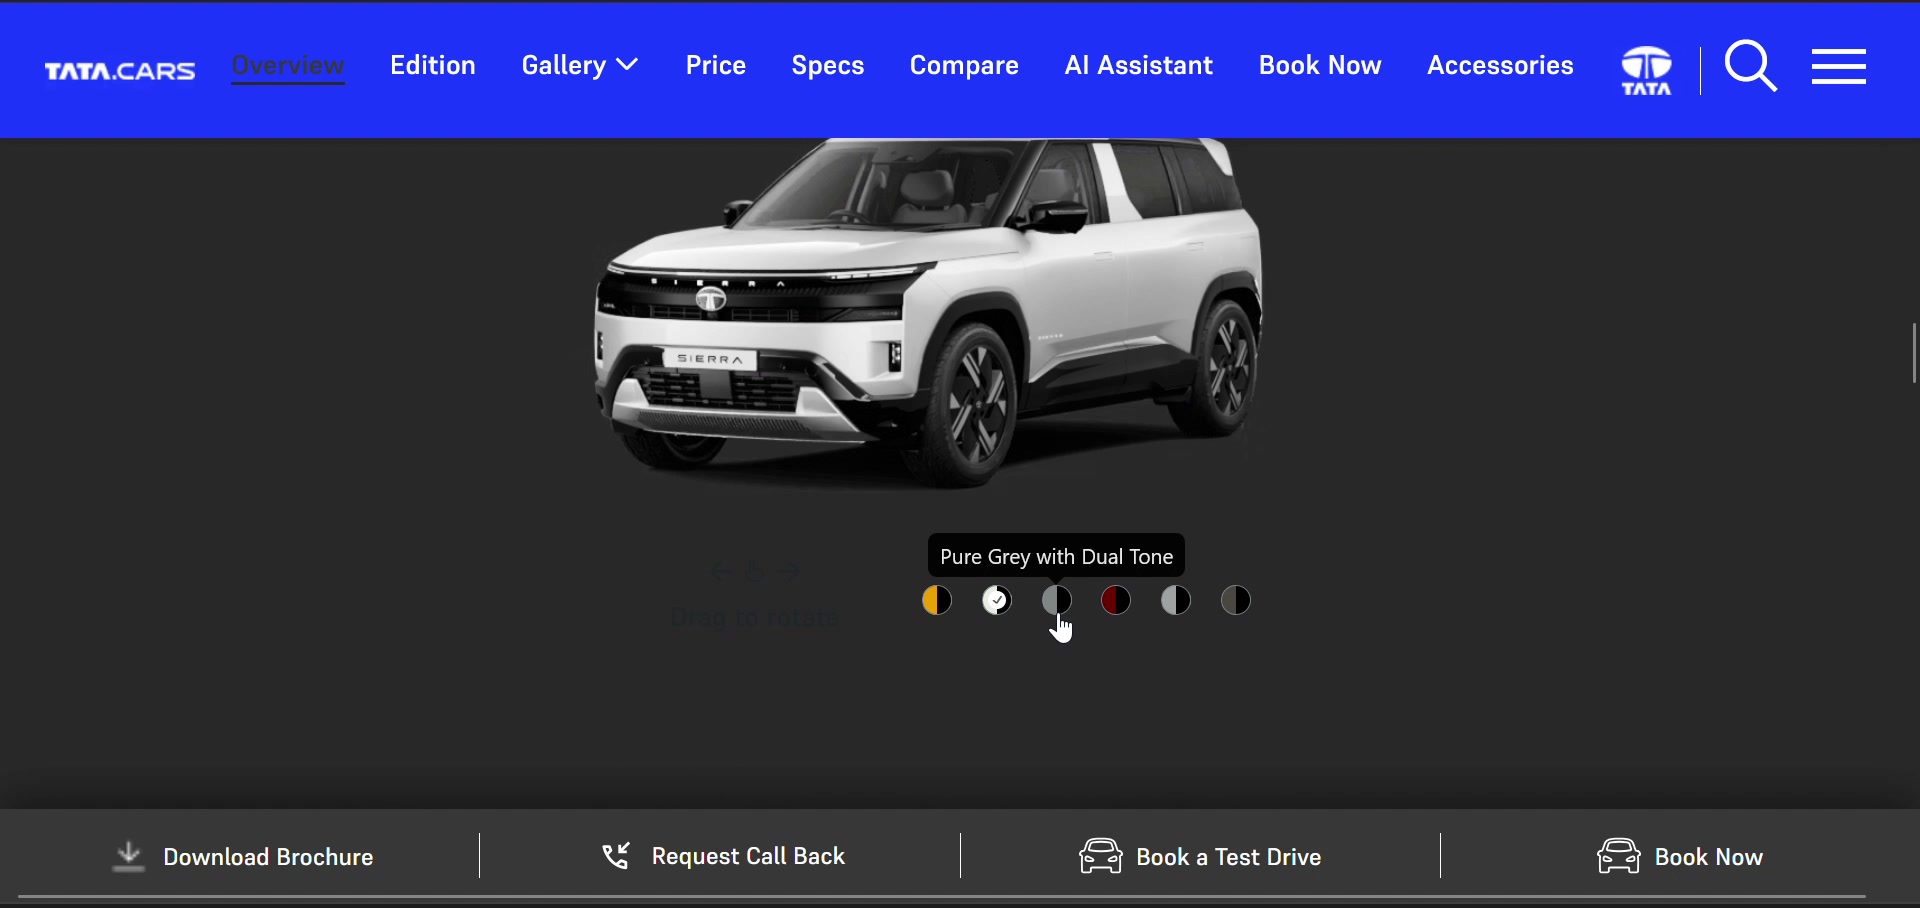 TATA.CARS
Overview
Edition
Gallery
Price
Specs
Compare
AI Assistant
Book Now
Accessories
TATA
SIERRA
SIERRA
Pure Grey with Dual Tone
Drag to rotate
Download Brochure
Request Call Back
Book a Test Drive
Book Now